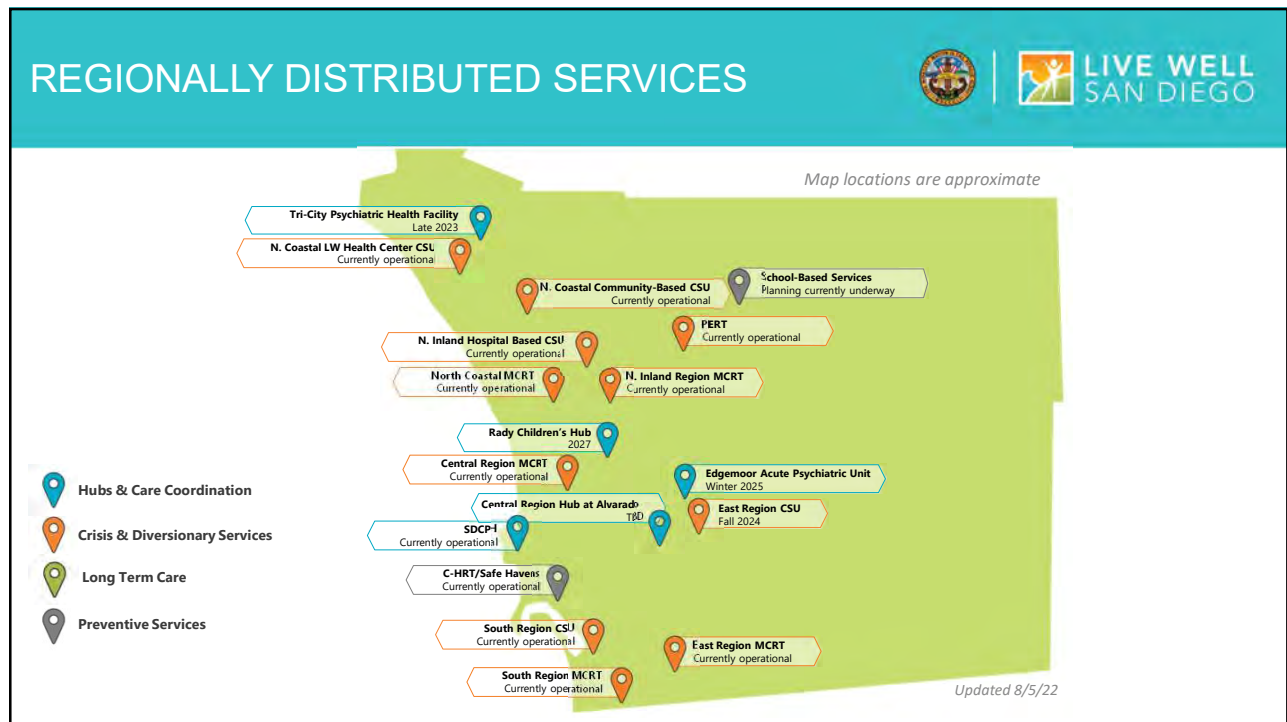 REGIONALLY DISTRIBUTED SERVICES
LIVE WELL
SAN DIEGO
Map locations are approximate
Tri-City Psychiatric Health Facility
Late 2023
N. Coastal LW Health Center CSU
Currently operational
N. Coastal Community-Based CSU
Currently operational
School-Based Services
Planning currently underway
PERT
Currently operational
N. Inland Hospital Based CSU
Currently operational
North Coastal MCRT
Currently operational
N. Inland Region MCRT
Currently operational
Rady Children's Hub
2027
Central Region MCRT
Currently operational
Edgemoor Acute Psychiatric Unit
Winter 2025
Central Region Hub at Alvarado
TBD
East Region CSU
Fall 2024
SDCPH
Currently operational
C-HRT/Safe Havens
Currently operational
South Region CSU
Currently operational
East Region MCRT
Currently operational
South Region MCRT
Currently operational
Hubs & Care Coordination
Crisis & Diversionary Services
Long Term Care
Preventive Services
Updated 8/5/22